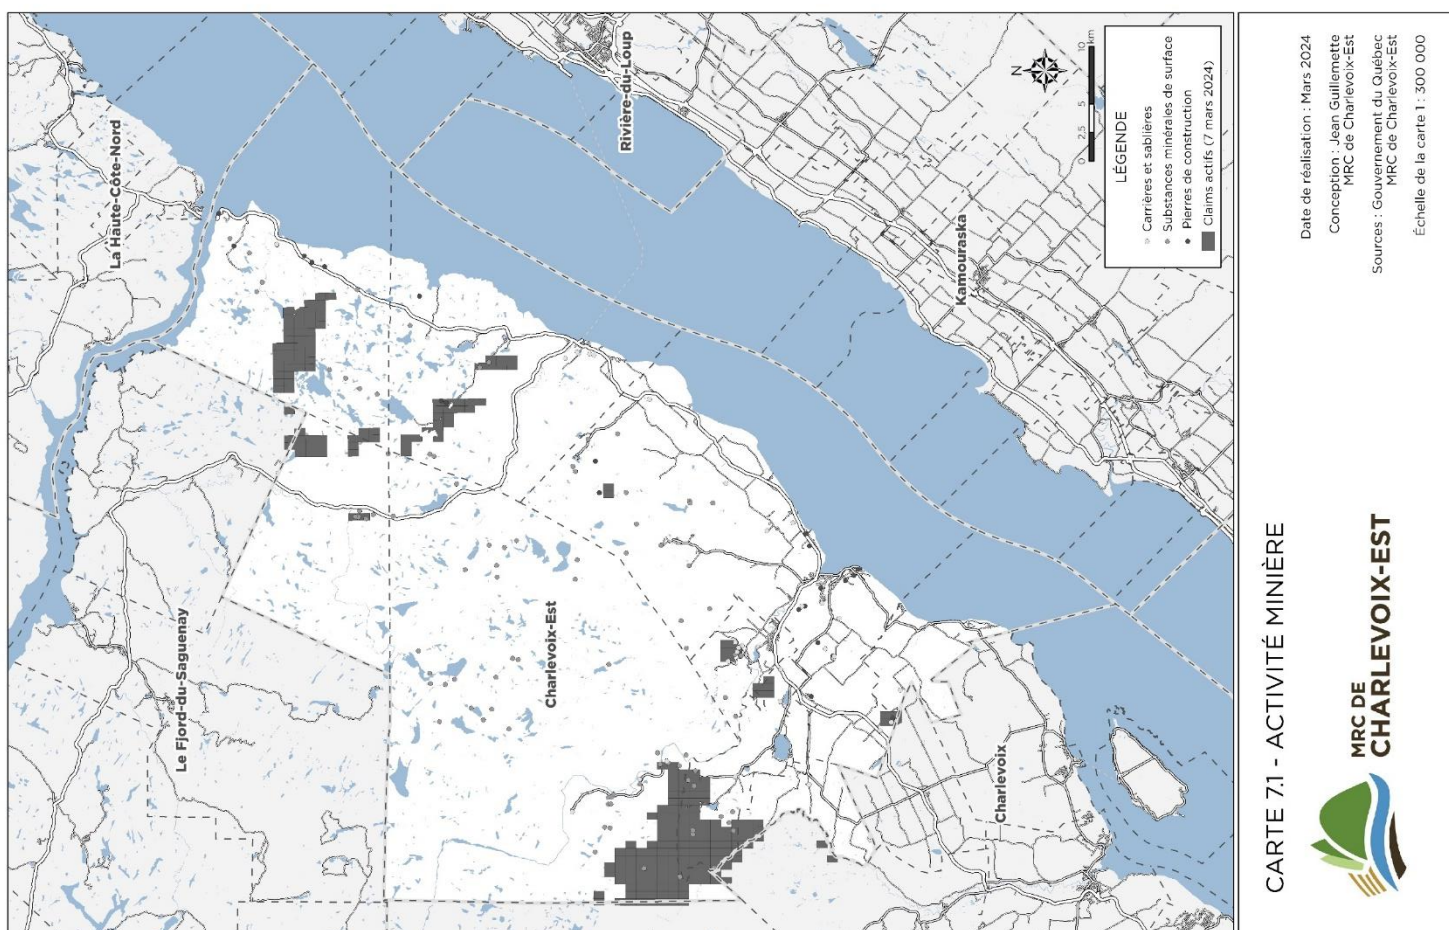 La Haute-Côte-Nord
Rivière-du-Loup
Le Fjord-du-Saguenay
Charlevoix-Est
Kamouraska
Charlevoix
N
0 2,5 5 10
km
LÉGENDE
Carrières et sablières
Substances minérales de surface
Pierres de construction
Claims actifs (7 mars 2024)
CARTE 7.1 - ACTIVITÉ MINIÈRE
MRC DE
CHARLEVOIX-EST
Date de réalisation : Mars 2024
Conception : Jean Guillemette
MRC de Charlevoix-Est
Sources : Gouvernement du Québec
MRC de Charlevoix-Est
Échelle de la carte 1 : 300 000